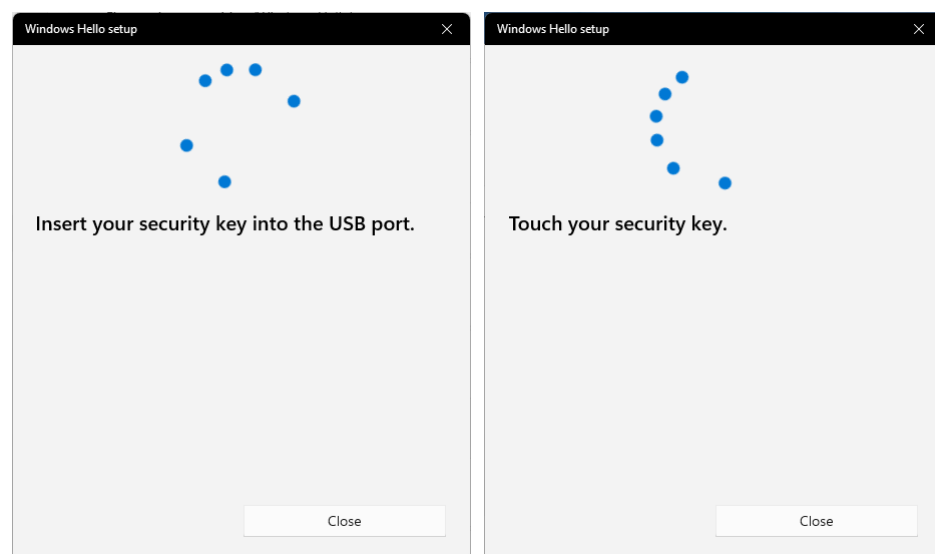 Windows Hello setup
Insert your security key into the USB port.
Close
Windows Hello setup
Touch your security key.
Close